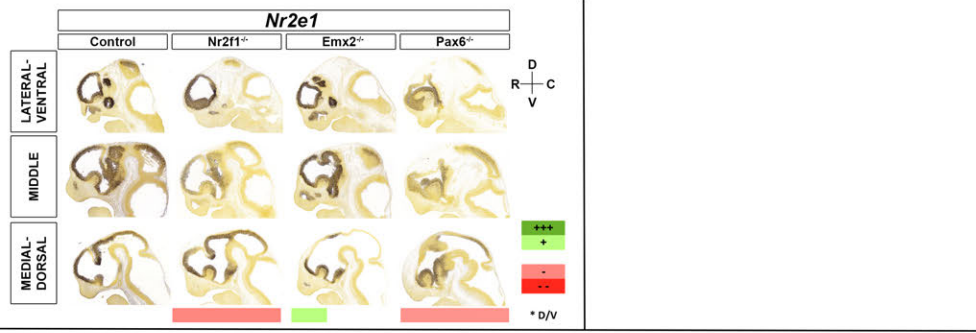 Nr2e1
Control Nr2f1-/- Emx2-/- Pax6-/-
LATERAL-
VENTRAL
D
R C
V
MIDDLE
MEDIAL-
DORSAL
+++
+
-
--
* D/V